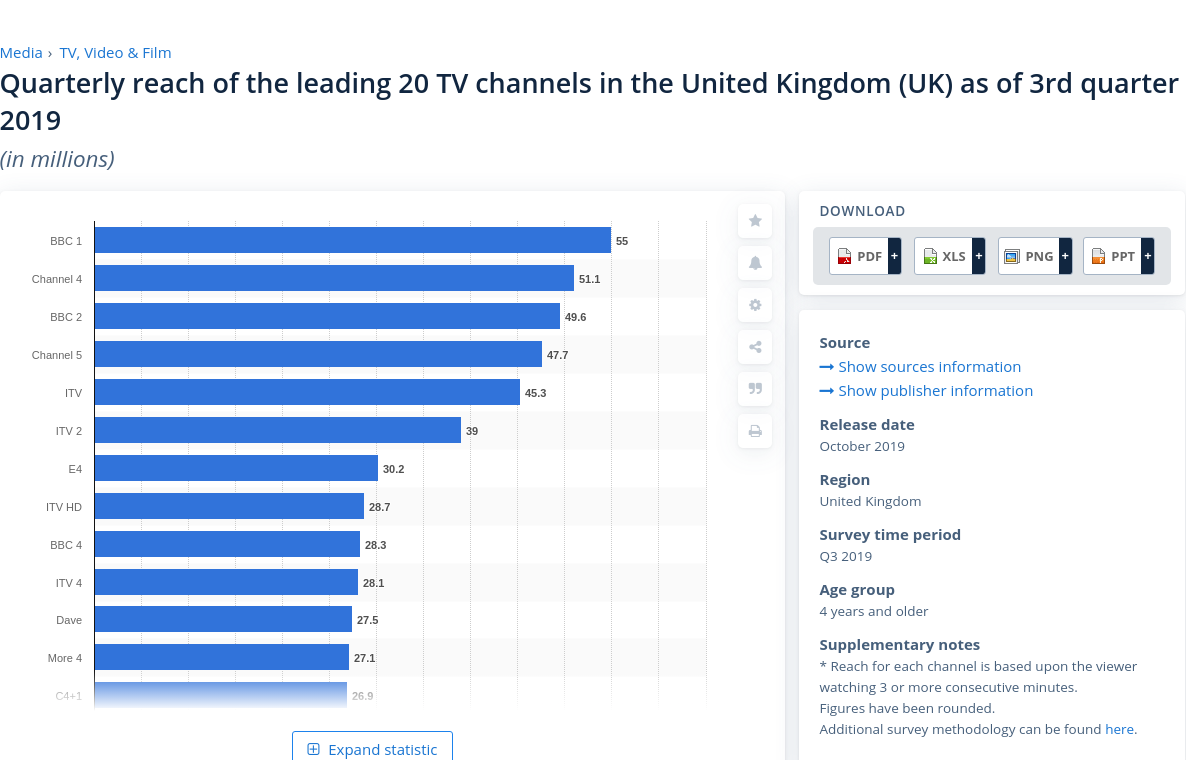 Media › TV, Video & Film
Quarterly reach of the leading 20 TV channels in the United Kingdom (UK) as of 3rd quarter
2019
(in millions)
BBC 1 55
Channel 4 51.1
BBC 2 49.6
Channel 5 47.7
ITV 45.3
ITV 2 39
E4 30.2
ITV HD 28.7
BBC 4 28.3
ITV 4 28.1
Dave 27.5
More 4 27.1
C4+1 26.9
Expand statistic
DOWNLOAD
PDF + XLS + PNG + PPT +
Source
Show sources information
Show publisher information
Release date
October 2019
Region
United Kingdom
Survey time period
Q3 2019
Age group
4 years and older
Supplementary notes
* Reach for each channel is based upon the viewer
watching 3 or more consecutive minutes.
Figures have been rounded.
Additional survey methodology can be found here.